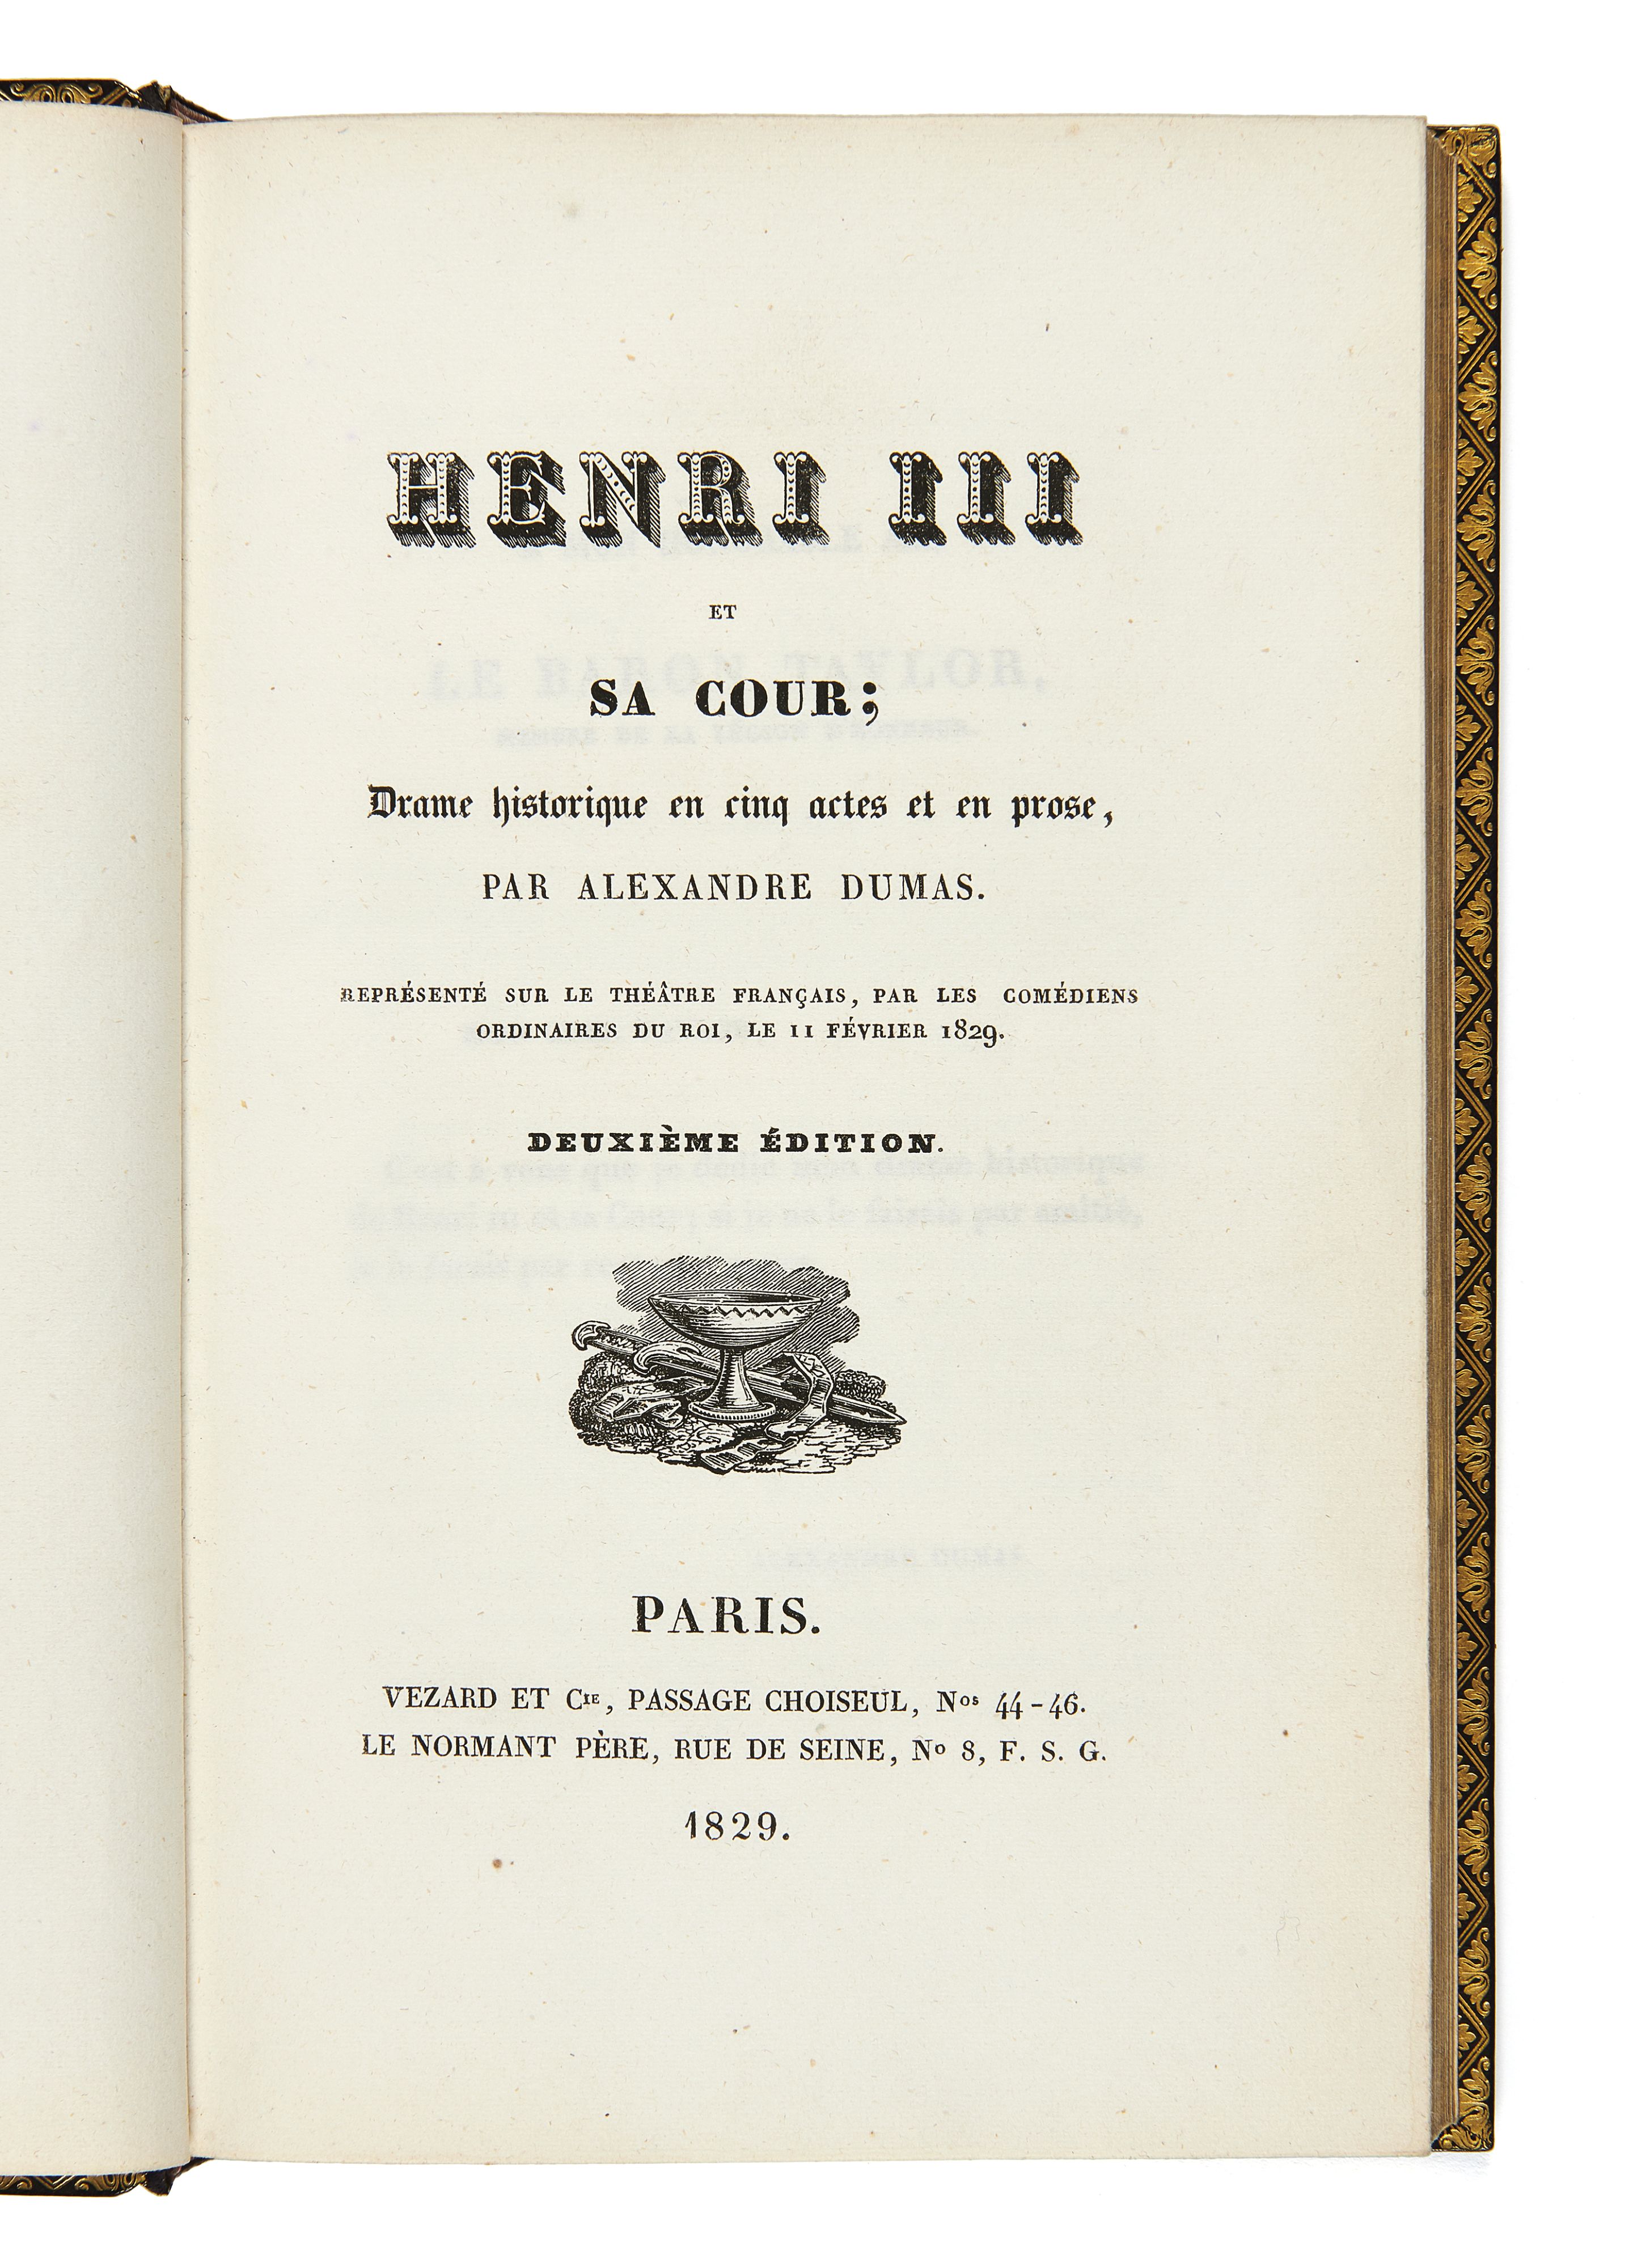 HENRI III
ET
SA COUR;
Drame historique en cinq actes et en prose,
PAR ALEXANDRE DUMAS.
REPRÉSENTÉ SUR LE THÉÂTRE FRANÇAIS, PAR LES COMÉDIENS
ORDINAIRES DU ROI, LE 11 FÉVRIER 1829.
DEUXIÈME ÉDITION.
PARIS.
VEZARD ET CIE, PASSAGE CHOISEUL, Nos 44-46.
LE NORMANT PÈRE, RUE DE SEINE, No 8, F. S. G.
1829.